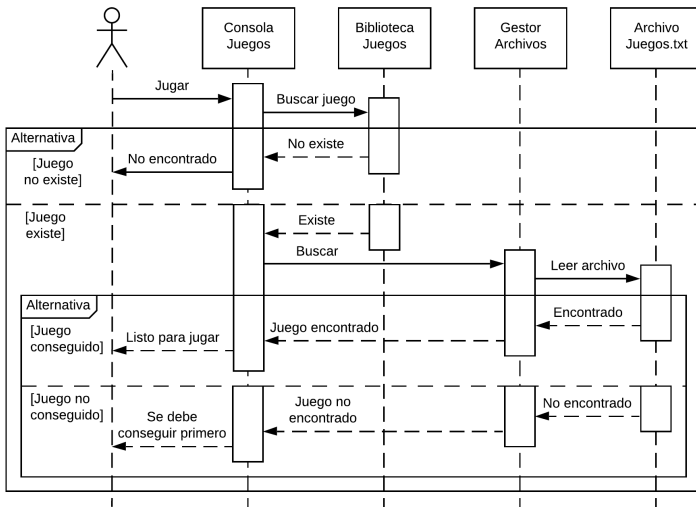 Consola
Juegos
Biblioteca
Juegos
Gestor
Archivos
Archivo
Juegos.txt
Jugar
Buscar juego
Alternativa
No existe
[Juego
no existe]
No encontrado
[Juego
existe]
Existe
Buscar
Leer archivo
Alternativa
Encontrado
[Juego
conseguido]
Listo para jugar
Juego encontrado
[Juego no
conseguido]
Se debe
conseguir primero
Juego no
encontrado
No encontrado